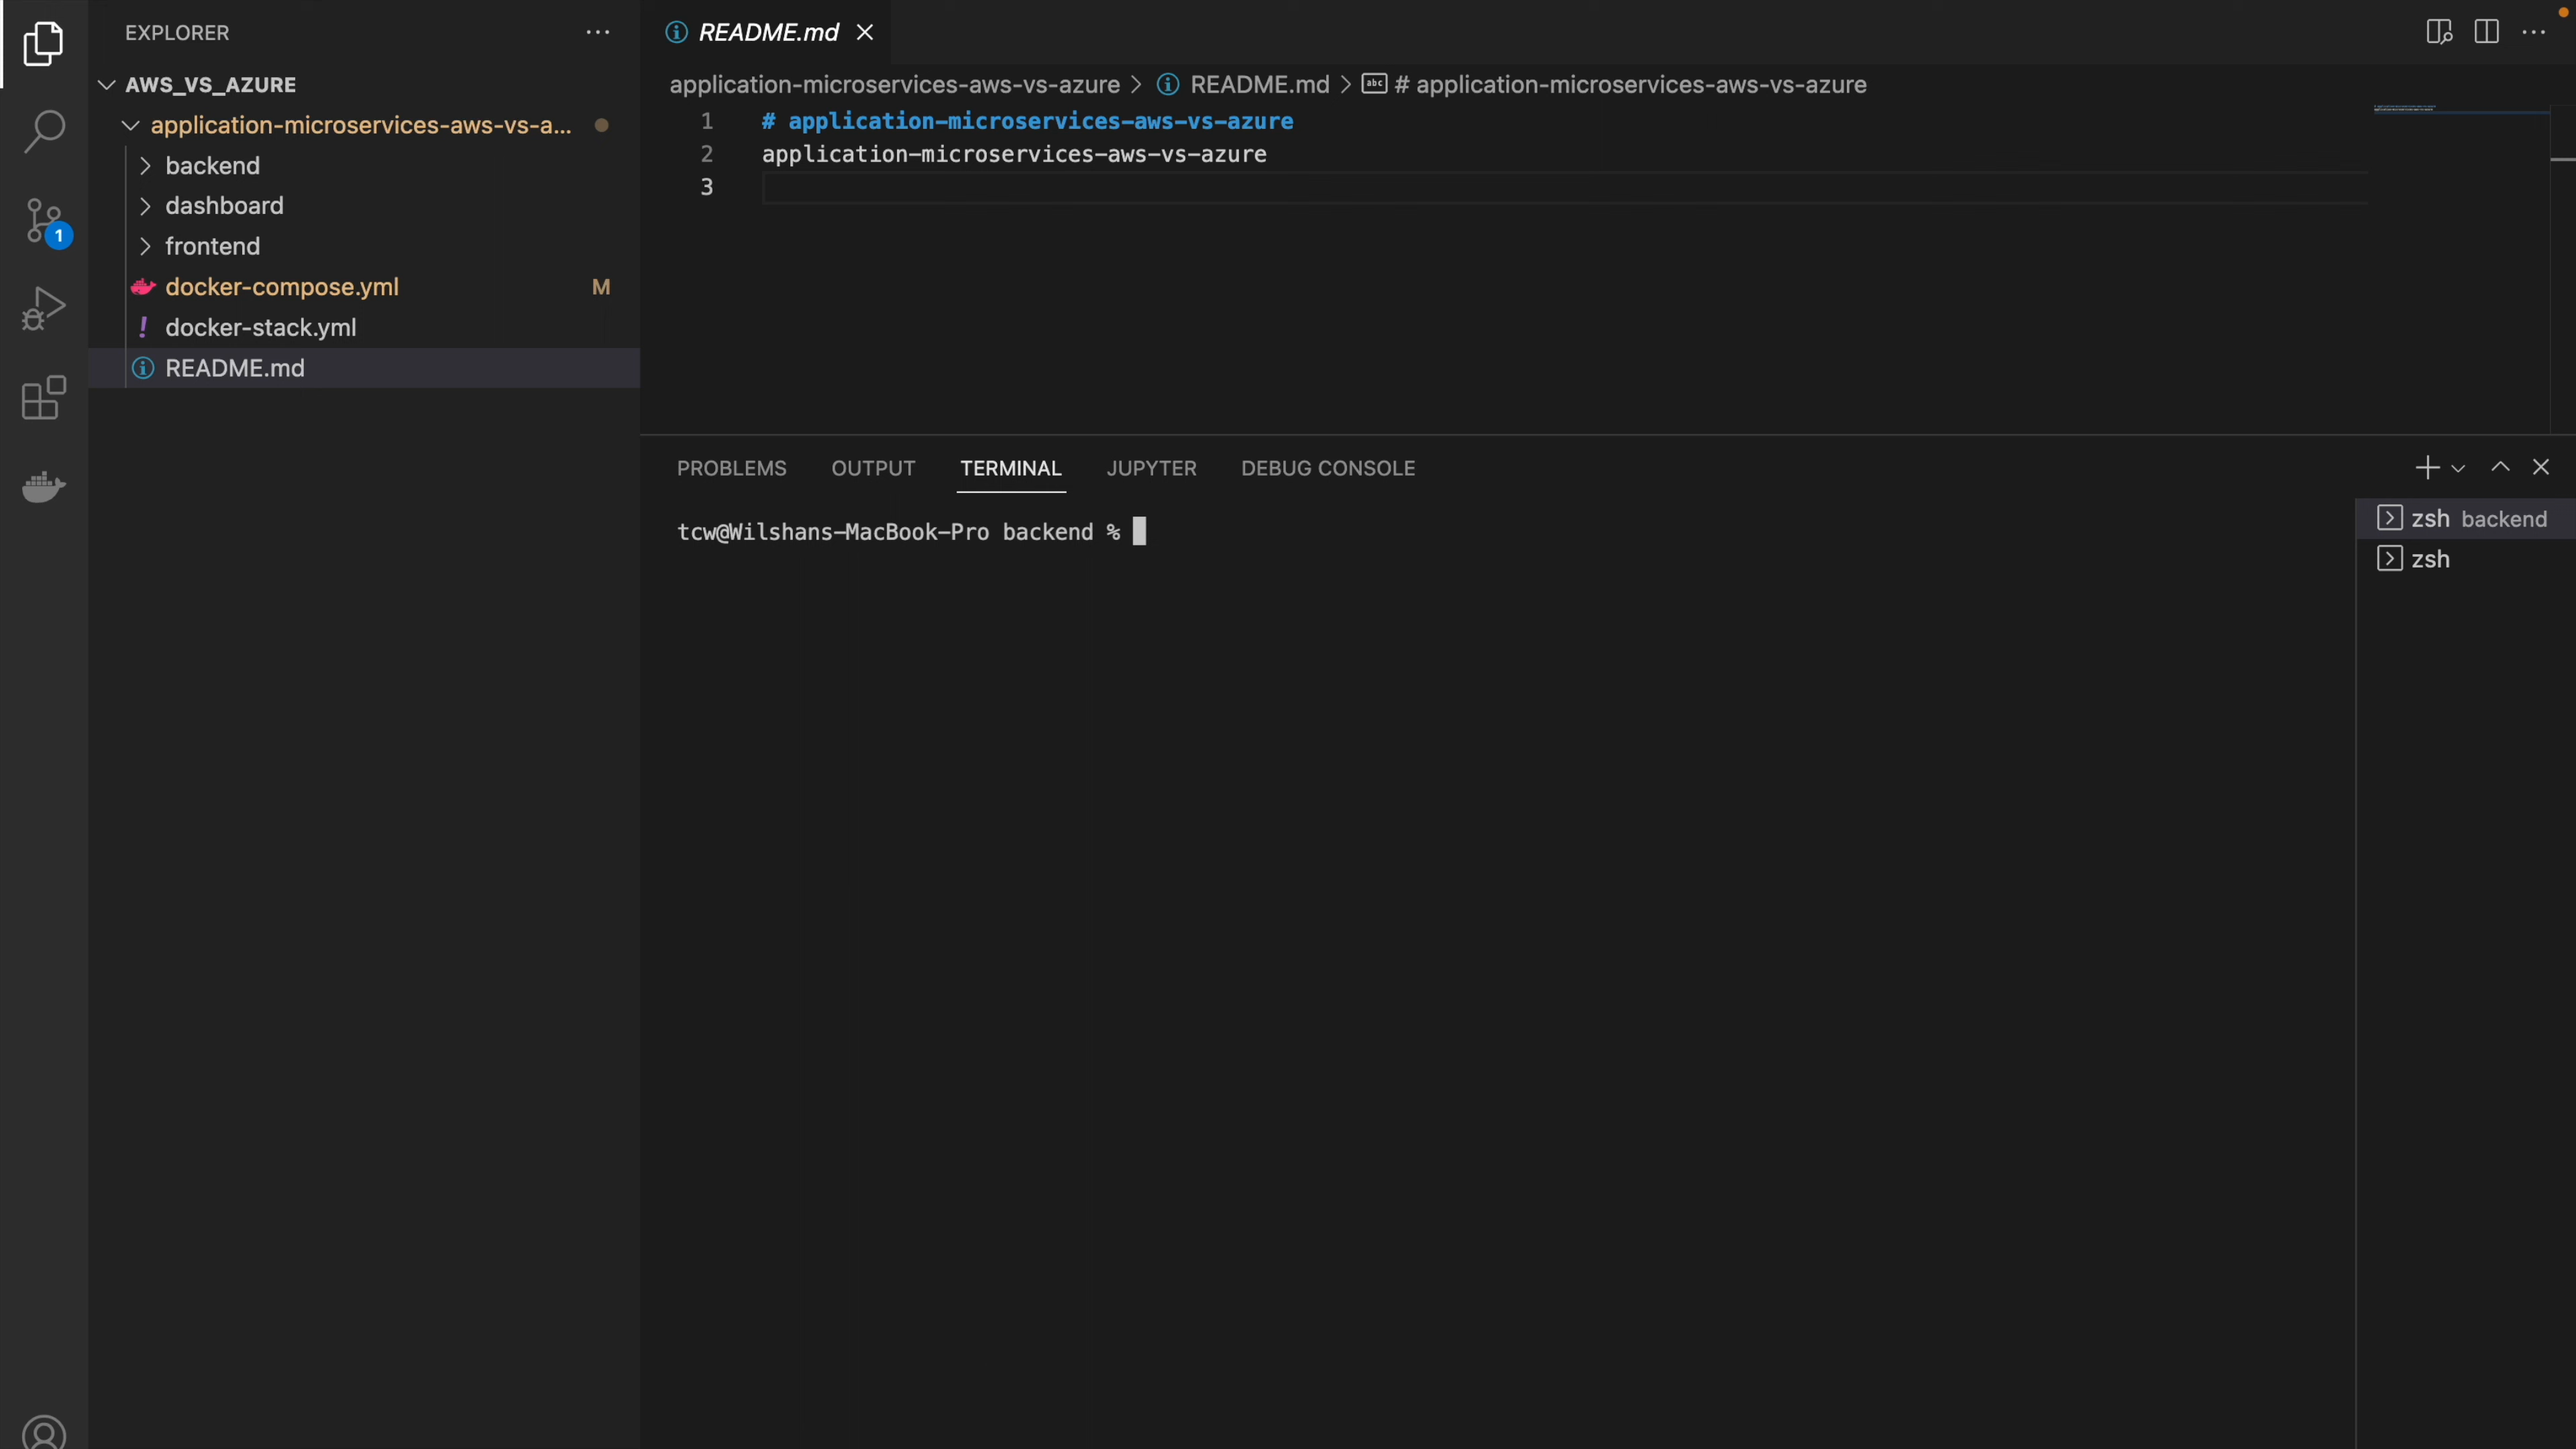 EXPLORER
AWS_VS_AZURE
application-microservices-aws-vs-a...
backend
dashboard
frontend
docker-compose.yml M
! docker-stack.yml
README.md
1
README.md
application-microservices-aws-vs-azure > README.md > abc # application-microservices-aws-vs-azure
1 # application-microservices-aws-vs-azure
2 application-microservices-aws-vs-azure
3
PROBLEMS OUTPUT TERMINAL JUPYTER DEBUG CONSOLE
tcw@Wilshans-MacBook-Pro backend %
zsh backend
zsh